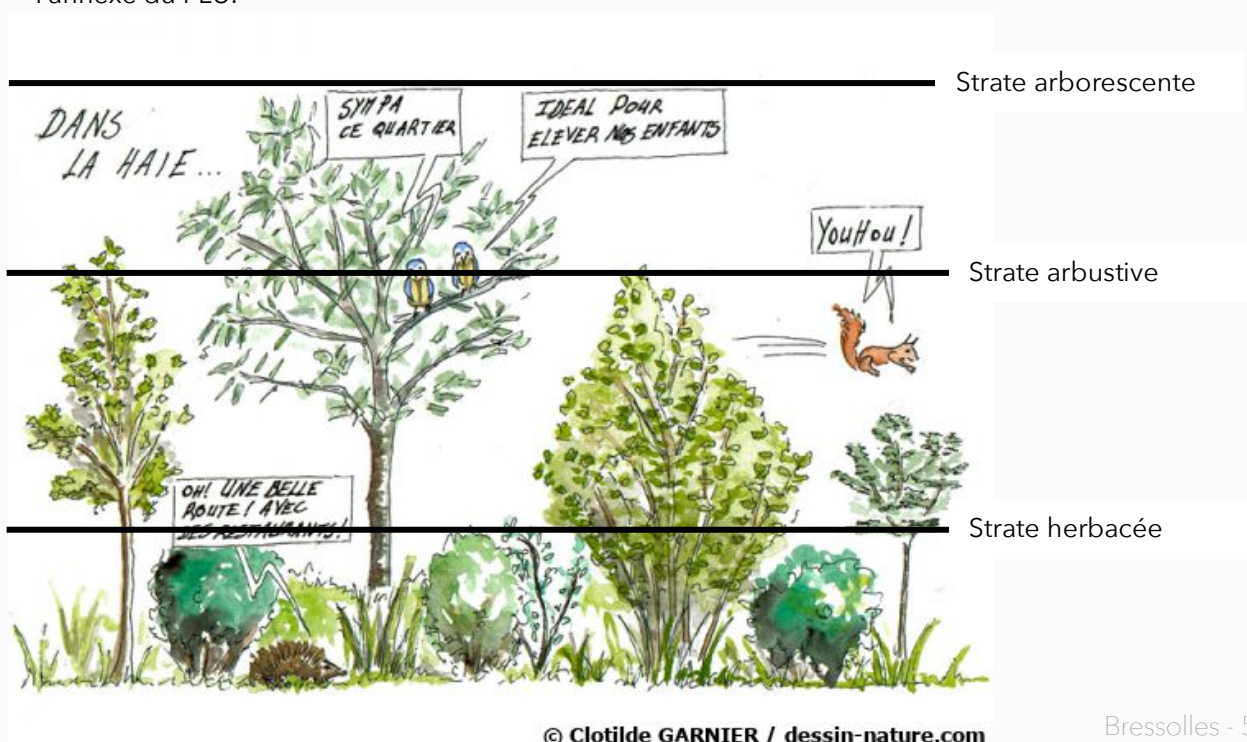 l'annexe du PLU.
Strate arborescente
DANS
LA HAIE...
SYMPA
CE QUARTIER
IDEAL POUR
ELEVER NOS ENFANTS
YOUHOU!
Strate arbustive
OH! UNE BELLE
ROUTE! AVEC
DES RESTAURANTS!
Strate herbacée
© Clotilde GARNIER / dessin-nature.com
Bressolles - 5